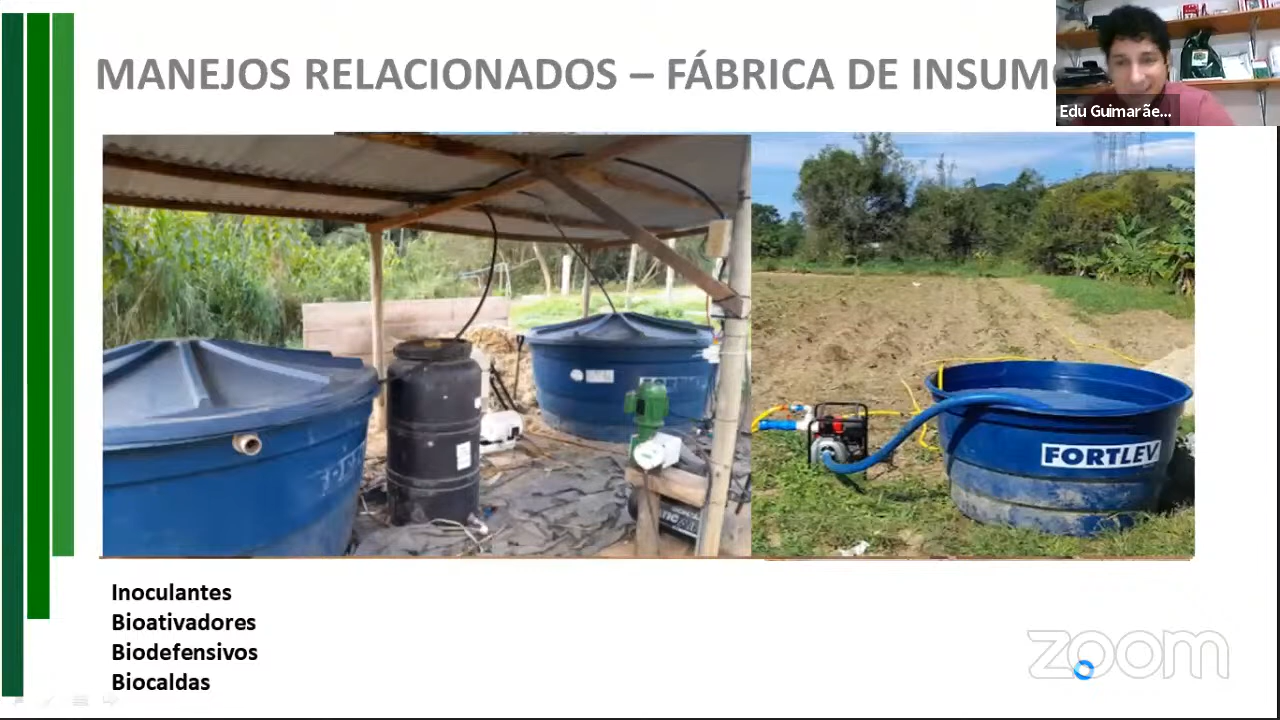 MANEJOS RELACIONADOS – FÁBRICA DE INSUM
Edu Guimarãe...
FORTLEV
Inoculantes
Bioativadores
Biodefensivos
Biocaldas
zoom